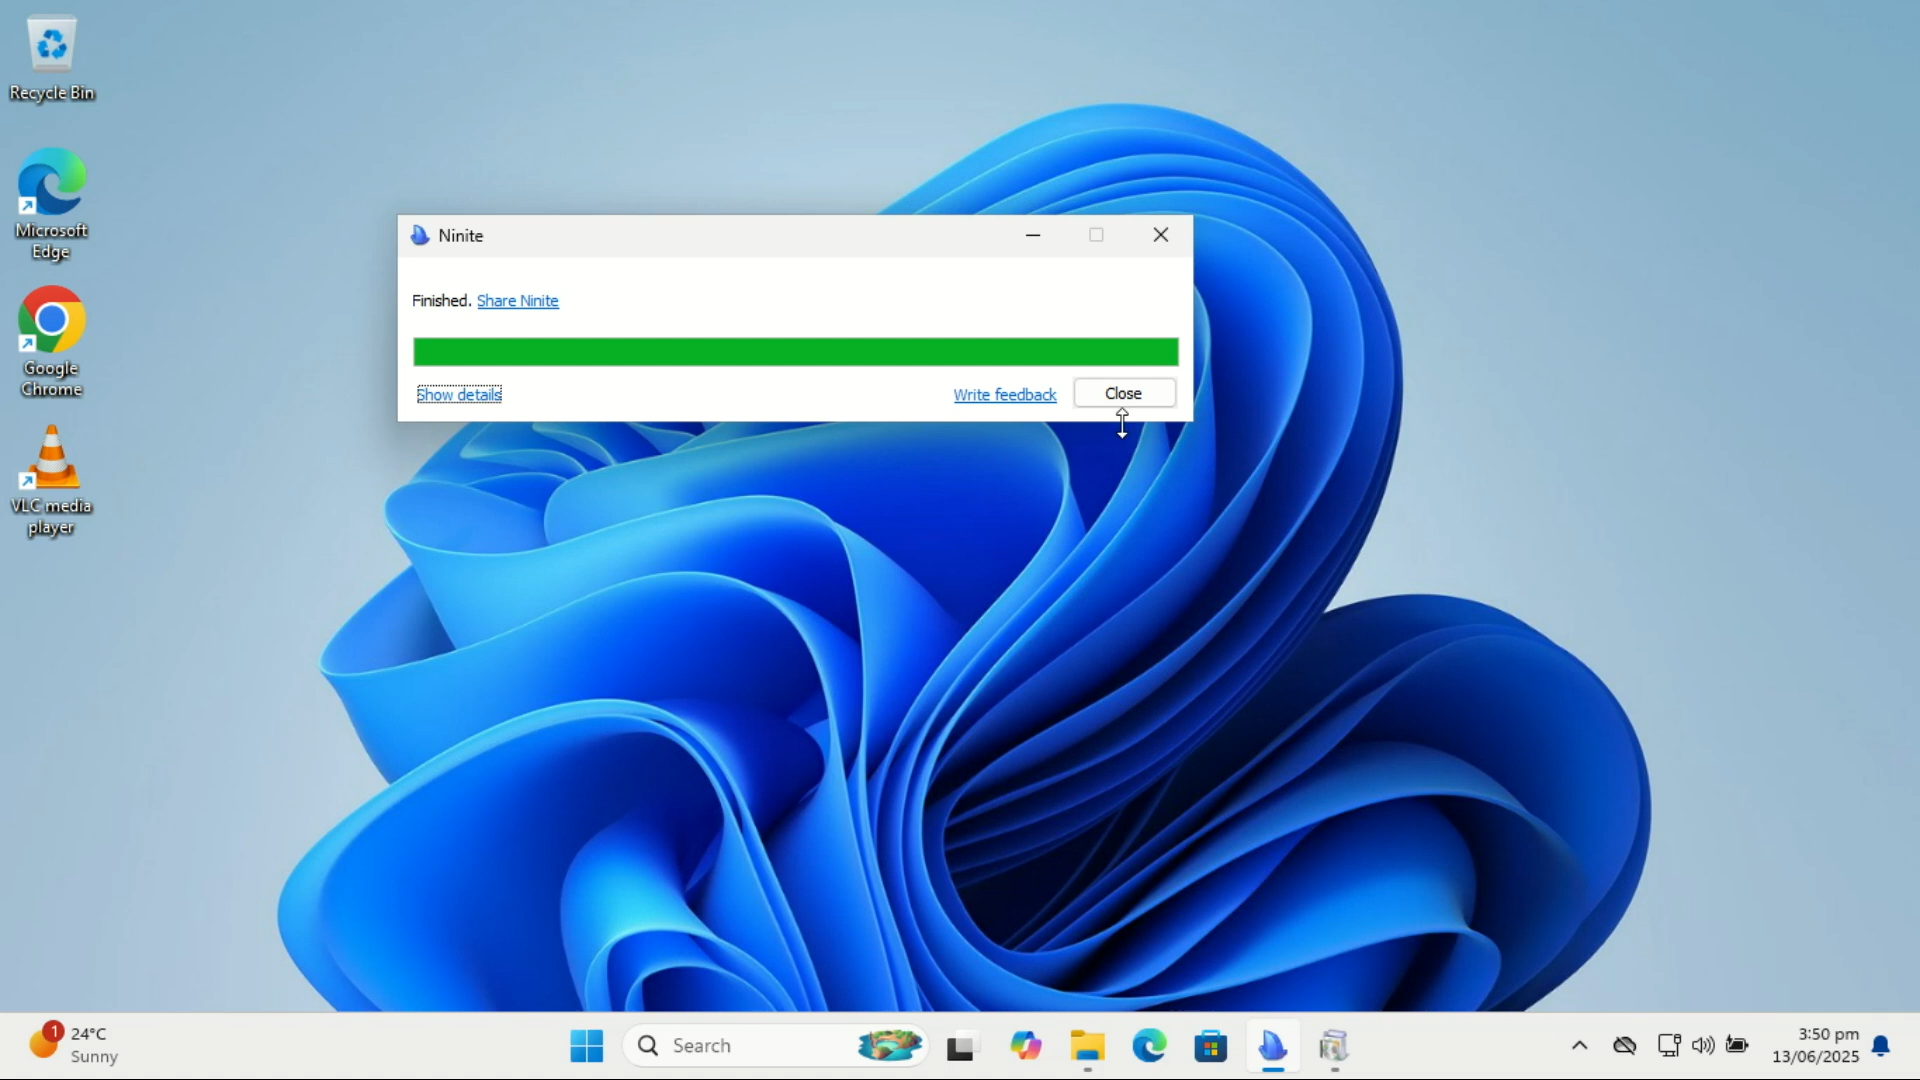 Recycle Bin
Microsoft
Edge
Google
Chrome
VLC media
player
Ninite
Finished. Share Ninite
Show details
Write feedback
Close
1
24°C
Sunny
Search
3:50 pm
13/06/2025